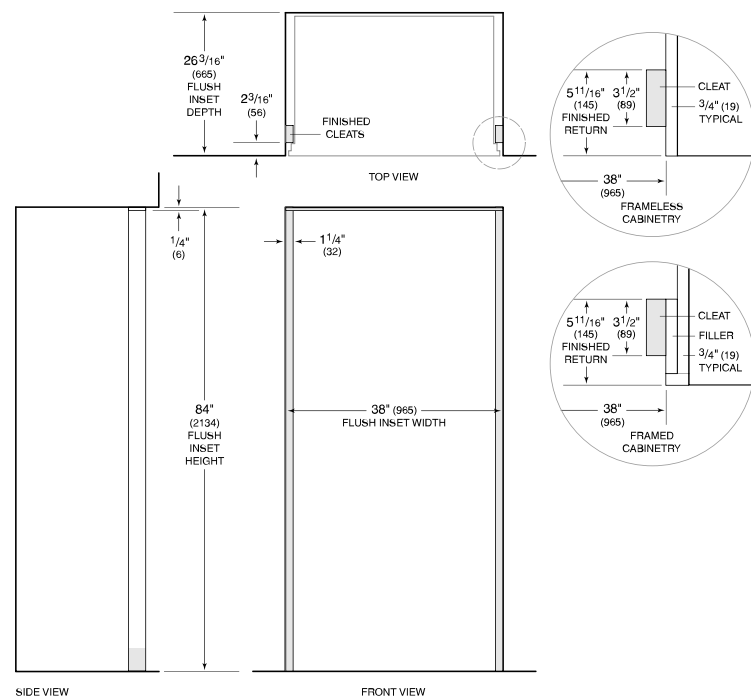 26 3/16"
(665)
FLUSH
INSET
DEPTH
2 3/16"
(56)
FINISHED
CLEATS
TOP VIEW
5 11/16"
(145)
FINISHED
RETURN
3 1/2"
(89)
CLEAT
3/4" (19)
TYPICAL
38"
(965)
FRAMELESS
CABINETRY
1/4"
(6)
1 1/4"
(32)
84"
(2134)
FLUSH
INSET
HEIGHT
38" (965)
FLUSH INSET WIDTH
5 11/16"
(145)
FINISHED
RETURN
3 1/2"
(89)
CLEAT
FILLER
3/4" (19)
TYPICAL
38"
(965)
FRAMED
CABINETRY
SIDE VIEW
FRONT VIEW